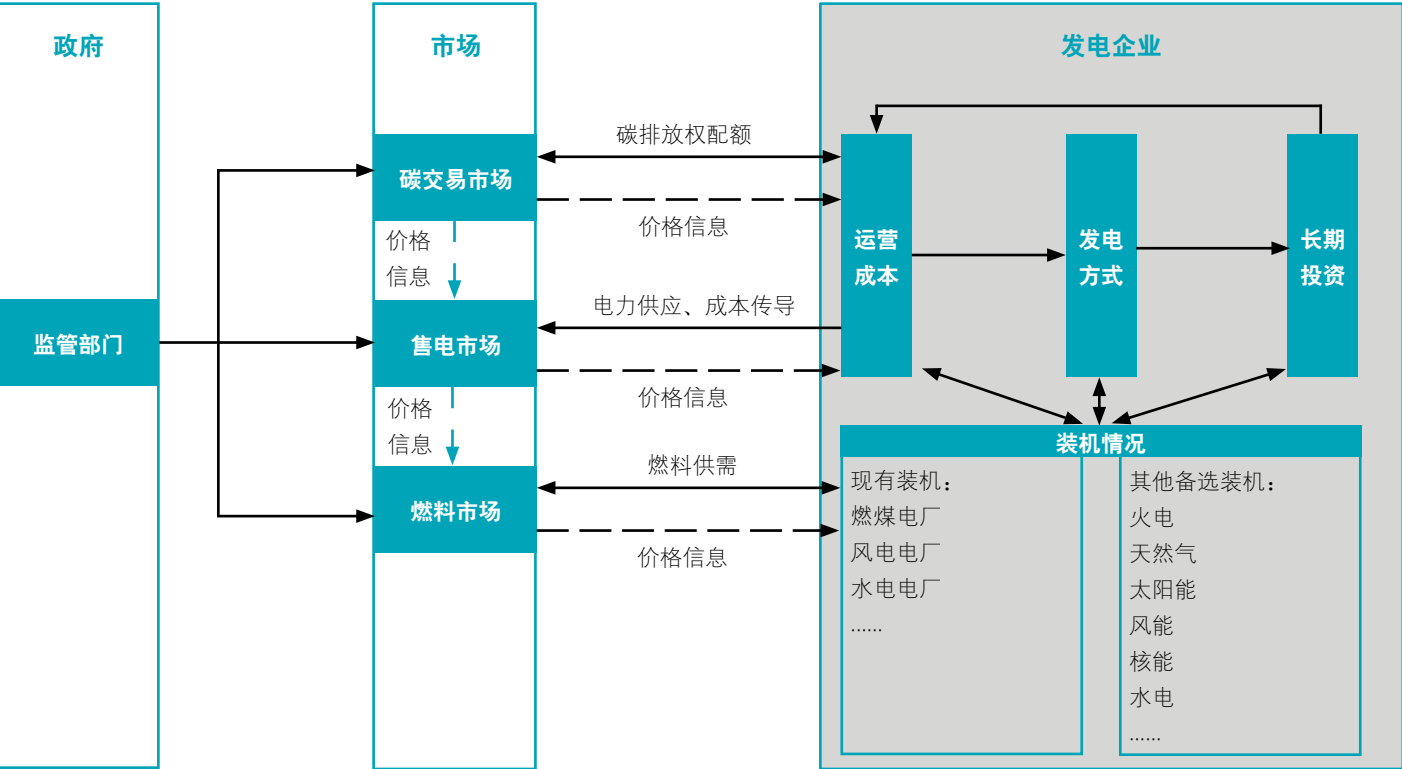 政府
监管部门
市场
碳交易市场
价格
信息
售电市场
价格
信息
燃料市场
碳排放权配额
价格信息
电力供应、成本传导
价格信息
燃料供需
价格信息
发电企业
运营
成本
发电
方式
长期
投资
装机情况
现有装机：
燃煤电厂
风电电厂
水电电厂
......
其他备选装机：
火电
天然气
太阳能
风能
核能
水电
......